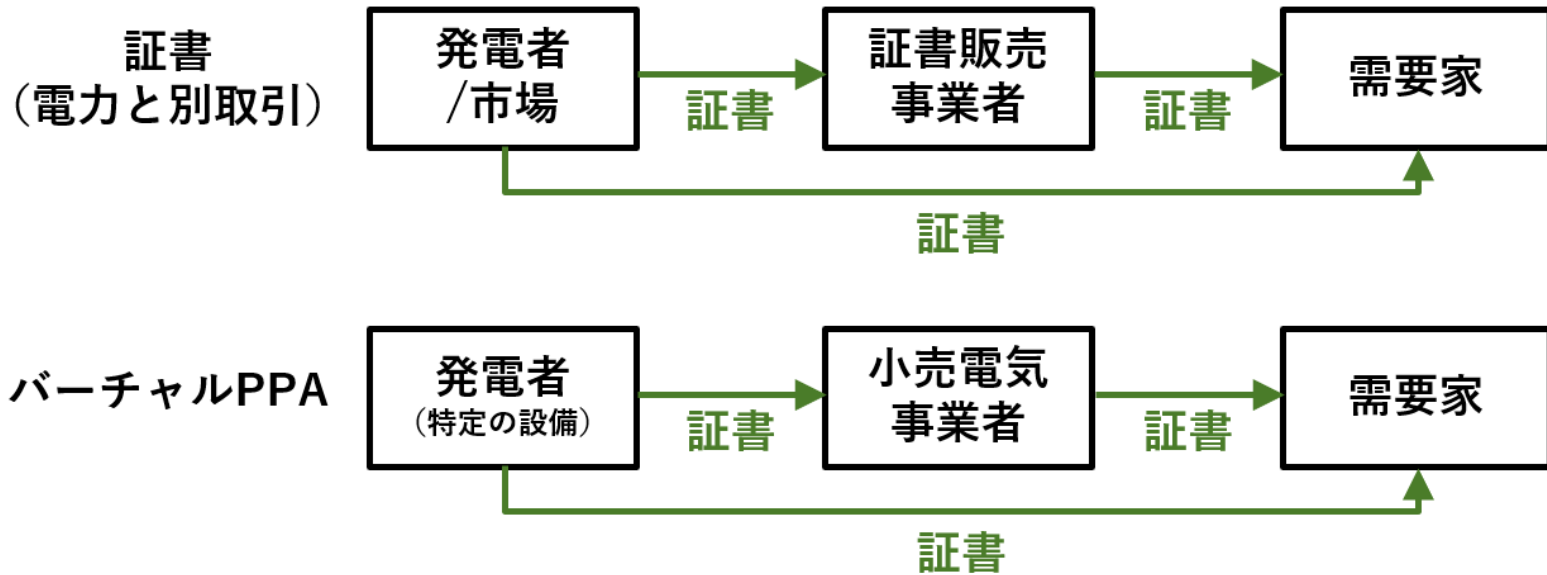 証書
（電力と別取引）
発電者
/市場
証書
証書販売
事業者
証書
需要家
証書
バーチャルPPA
発電者
（特定の設備）
証書
小売電気
事業者
証書
需要家
証書